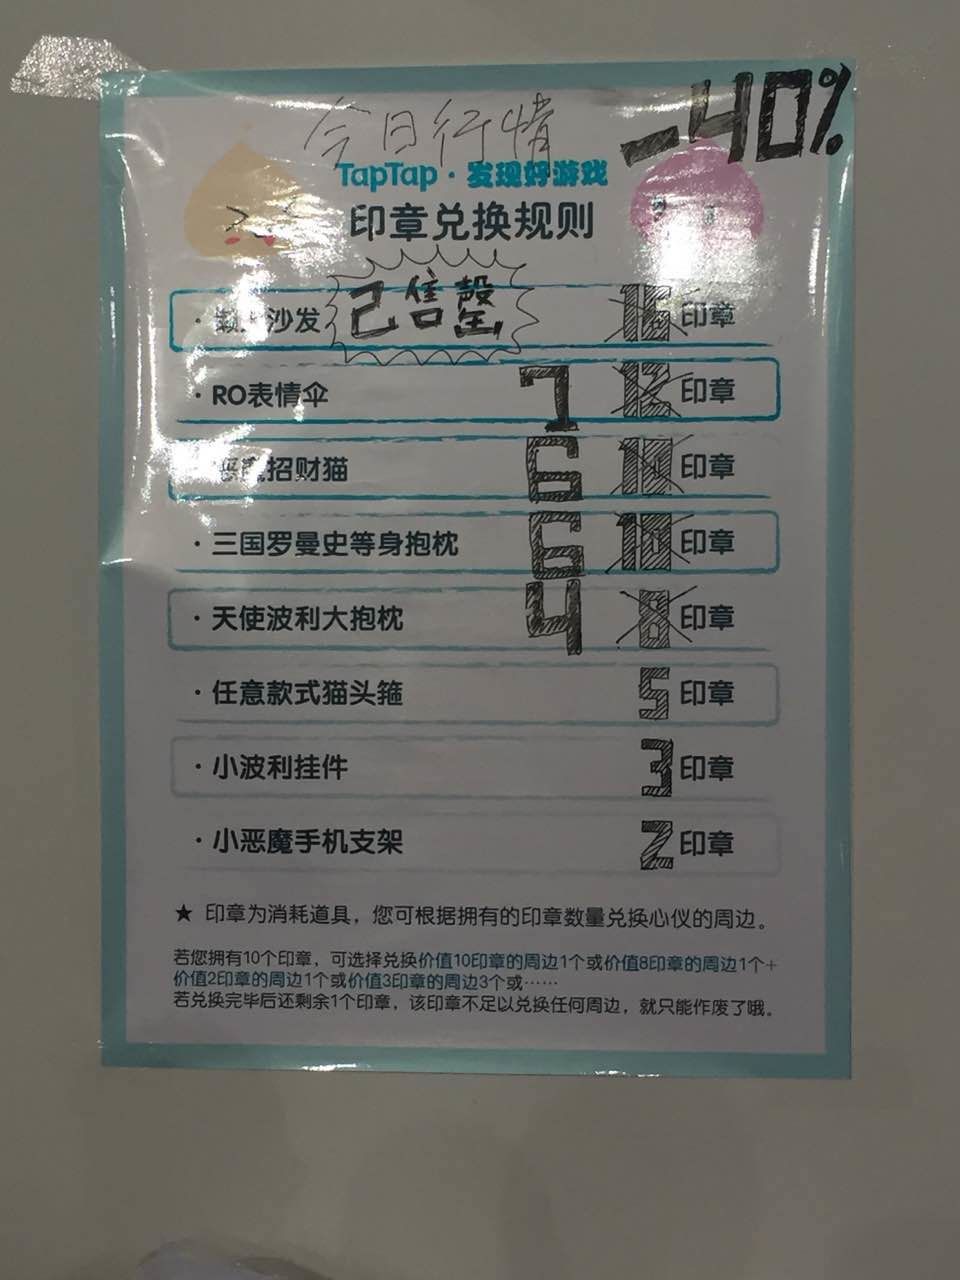 今日行情
-40%
TapTap·发现好游戏
印章兑换规则
·懒人沙发 已售罄 印章
·RO表情伞 7 12 印章
恶魔招财猫 6 10 印章
·三国罗曼史等身抱枕 6 10 印章
·天使波利大抱枕 4 8 印章
·任意款式猫头箍 5 印章
·小波利挂件 3 印章
·小恶魔手机支架 2 印章
★ 印章为消耗道具，您可根据拥有的印章数量兑换心仪的周边。
若您拥有10个印章，可选择兑换价值10印章的周边1个或价值8印章的周边1个+
价值2印章的周边1个或价值3印章的周边3个或……
若兑换完毕后还剩余1个印章，该印章不足以兑换任何周边，就只能作废了哦。